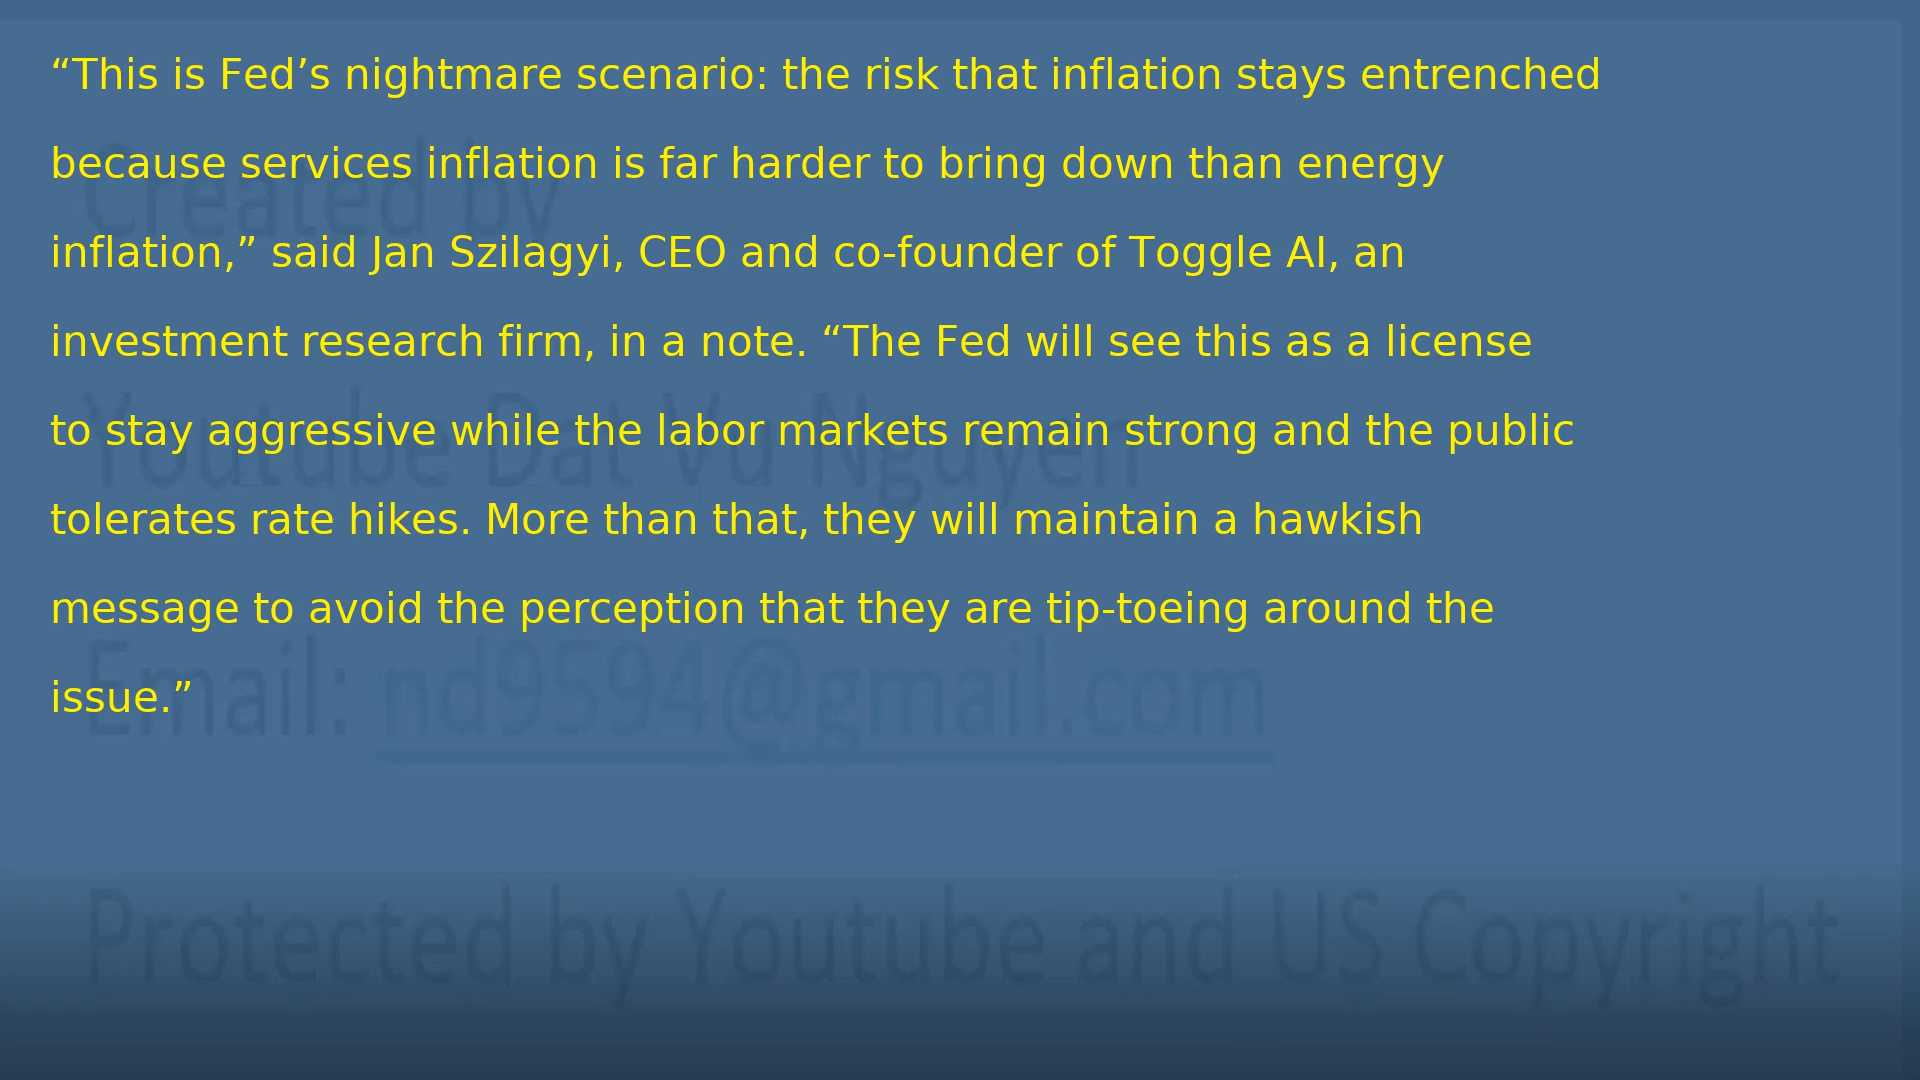 “This is Fed’s nightmare scenario: the risk that inflation stays entrenched
because services inflation is far harder to bring down than energy
Created by
inflation,” said Jan Szilagyi, CEO and co-founder of Toggle AI, an
investment research firm, in a note. “The Fed will see this as a license
to stay aggressive while the labor markets remain strong and the public
Youtube Dat Vu Nguyen
tolerates rate hikes. More than that, they will maintain a hawkish
message to avoid the perception that they are tip-toeing around the
issue.”
Email: nd9594@gmail.com
Protected by Youtube and US Copyright